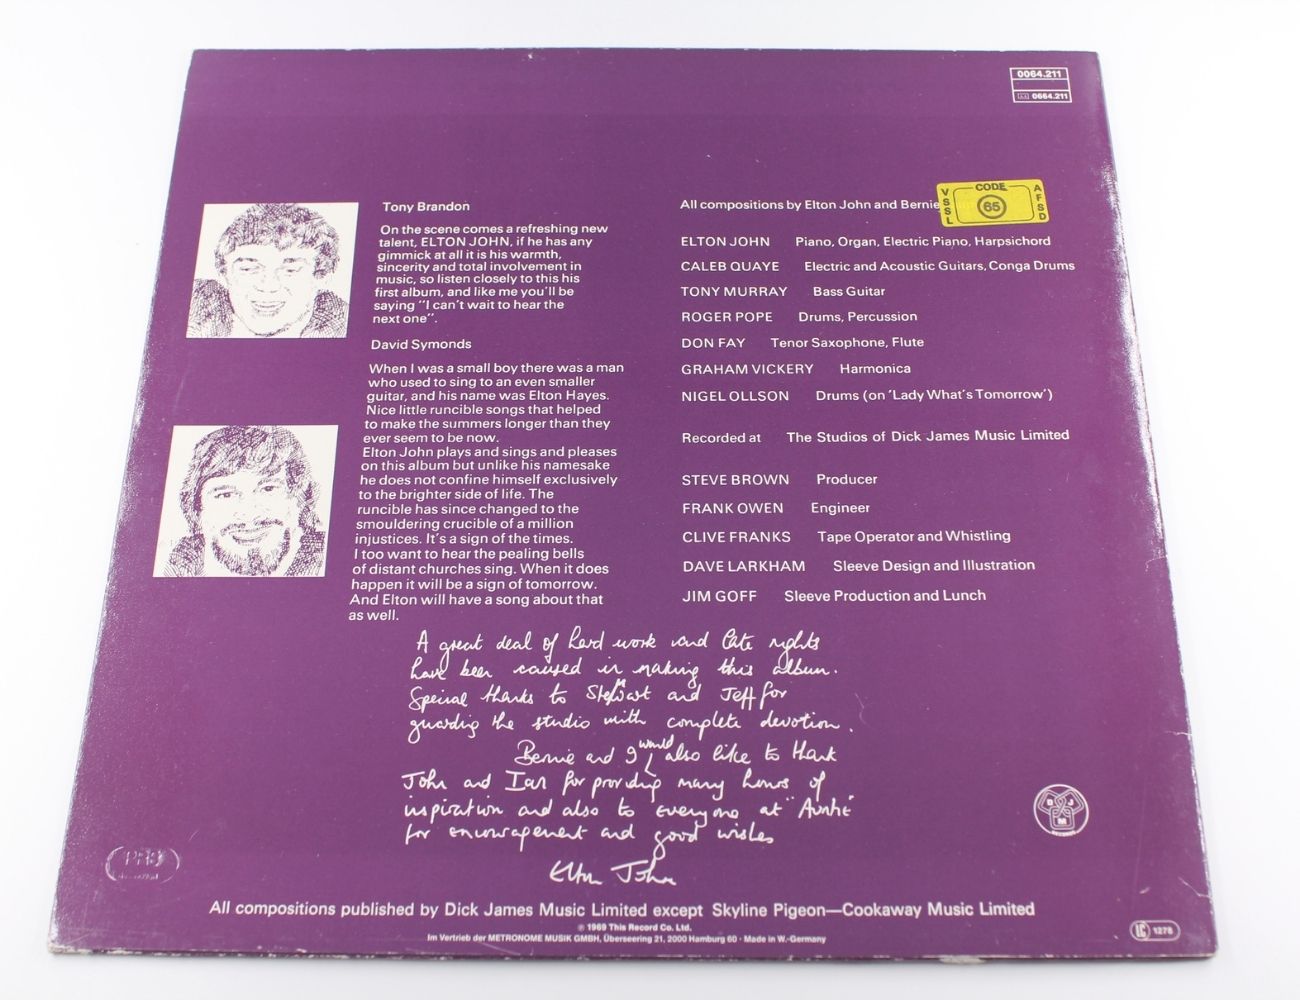 0064.211
0664.211
Tony Brandon
On the scene comes a refreshing new
talent, ELTON JOHN, if he has any
gimmick at all it is his warmth,
sincerity and total involvement in
music, so listen closely to this his
first album, and like me you'll be
saying "I can't wait to hear the
next one".
David Symonds
When I was a small boy there was a man
who used to sing to an even smaller
guitar, and his name was Elton Hayes.
Nice little runcible songs that helped
to make the summers longer than they
ever seem to be now.
Elton John plays and sings and pleases
on this album but unlike his namesake
he does not confine himself exclusively
to the brighter side of life. The
runcible has since changed to the
smouldering crucible of a million
injustices. It's a sign of the times.
I too want to hear the pealing bells
of distant churches sing. When it does
happen it will be a sign of tomorrow.
And Elton will have a song about that
as well.
All compositions by Elton John and Bernie
VSSL CODE 65 AFSD
ELTON JOHN Piano, Organ, Electric Piano, Harpsichord
CALEB QUAYE Electric and Acoustic Guitars, Conga Drums
TONY MURRAY Bass Guitar
ROGER POPE Drums, Percussion
DON FAY Tenor Saxophone, Flute
GRAHAM VICKERY Harmonica
NIGEL OLLSON Drums (on 'Lady What's Tomorrow')
Recorded at The Studios of Dick James Music Limited
STEVE BROWN Producer
FRANK OWEN Engineer
CLIVE FRANKS Tape Operator and Whistling
DAVE LARKHAM Sleeve Design and Illustration
JIM GOFF Sleeve Production and Lunch
A great deal of hard work and late nights
have been caused in making this album.
Special thanks to Stewart and Jeff for
guarding the studio with complete devotion.
Bernie and I would also like to thank
John and Ian for providing many hours of
inspiration and also to everyone at "Auntie"
for encouragement and good wishes
Elton John
DJM
RECORDS
All compositions published by Dick James Music Limited except Skyline Pigeon—Cookaway Music Limited
℗ 1969 This Record Co. Ltd.
Im Vertrieb der METRONOME MUSIK GMBH, Überseering 21, 2000 Hamburg 60 · Made in W.-Germany
LC 1278